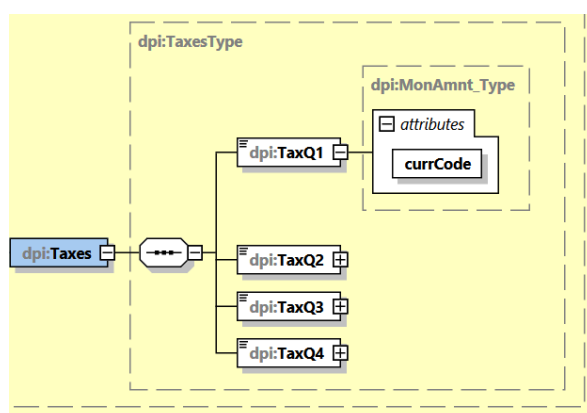 dpi:TaxesType
dpi:MonAmnt_Type
attributes
dpi:TaxQ1
currCode
dpi:Taxes
dpi:TaxQ2
dpi:TaxQ3
dpi:TaxQ4